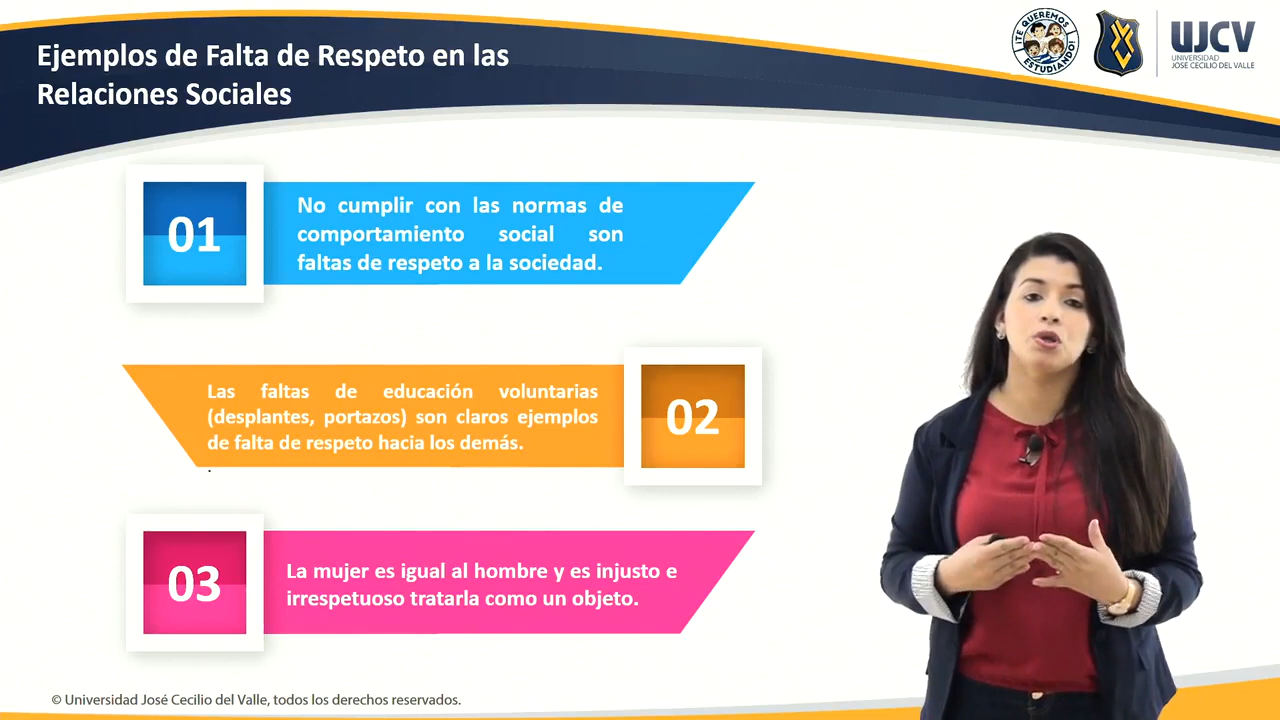 Ejemplos de Falta de Respeto en las
Relaciones Sociales
¡TE QUEREMOS
ESTUDIANDO!
UJCV
UNIVERSIDAD
JOSÉ CECILIO DEL VALLE
01
No cumplir con las normas de
comportamiento social son
faltas de respeto a la sociedad.
Las faltas de educación voluntarias
(desplantes, portazos) son claros ejemplos
de falta de respeto hacia los demás.
.
02
03
La mujer es igual al hombre y es injusto e
irrespetuoso tratarla como un objeto.
© Universidad José Cecilio del Valle, todos los derechos reservados.